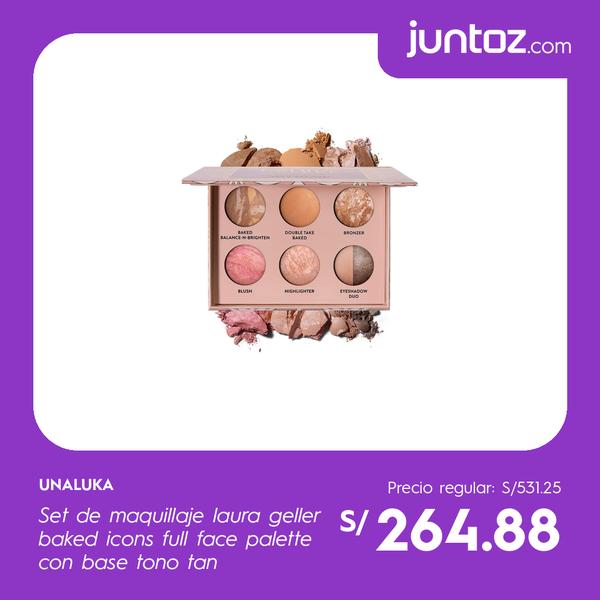 juntoz.com
BAKED
BALANCE-N-BRIGHTEN
DOUBLE TAKE
BAKED
BRONZER
BLUSH
HIGHLIGHTER
EYESHADOW
DUO
UNALUKA
Set de maquillaje laura geller
baked icons full face palette
con base tono tan
Precio regular: S/531.25
S/264.88